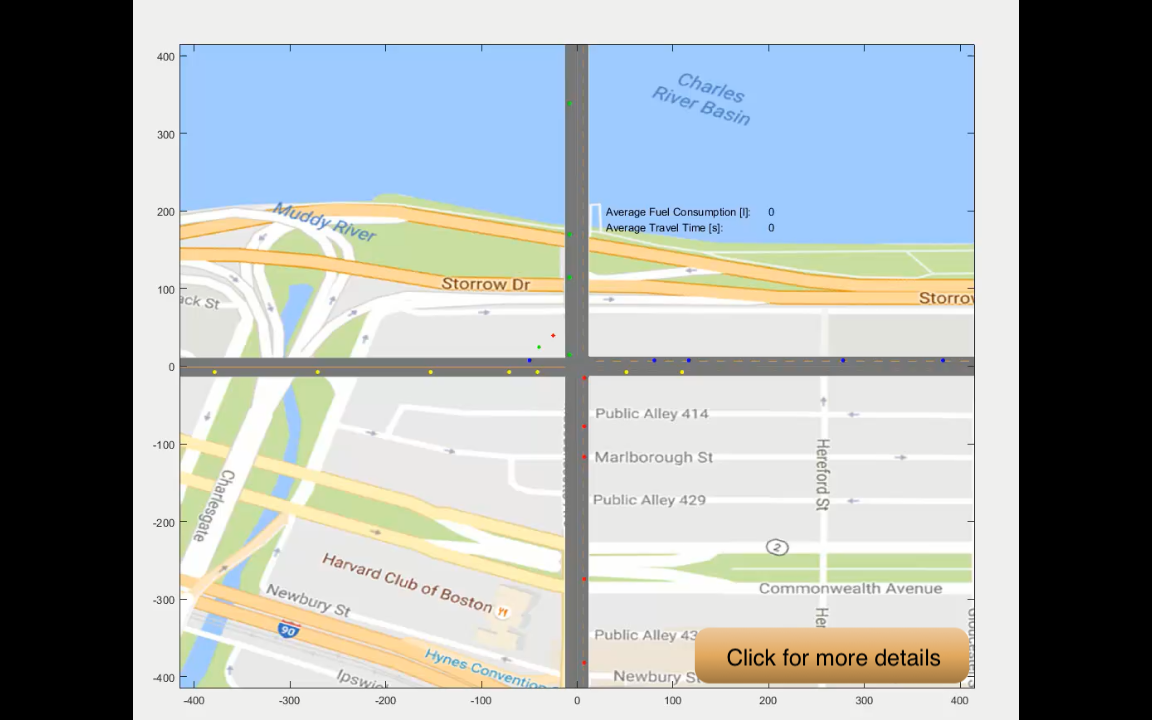 400
300
200
100
0
-100
-200
-300
-400
-400
-300
-200
-100
0
100
200
300
400
Charles
River Basin
Muddy River
Average Fuel Consumption [l]: 0
Average Travel Time [s]: 0
Storrow Dr
Storrow
ack St
Public Alley 414
Marlborough St
Hereford St
Public Alley 429
Charlesgate
2
Harvard Club of Boston
Commonwealth Avenue
Newbury St
90
Her
Public Alley 43
Hynes Convention
Newbury S
Ipswic
Click for more details